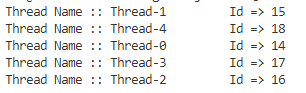 Thread Name :: Thread-1      Id => 15
Thread Name :: Thread-4      Id => 18
Thread Name :: Thread-0      Id => 14
Thread Name :: Thread-3      Id => 17
Thread Name :: Thread-2      Id => 16